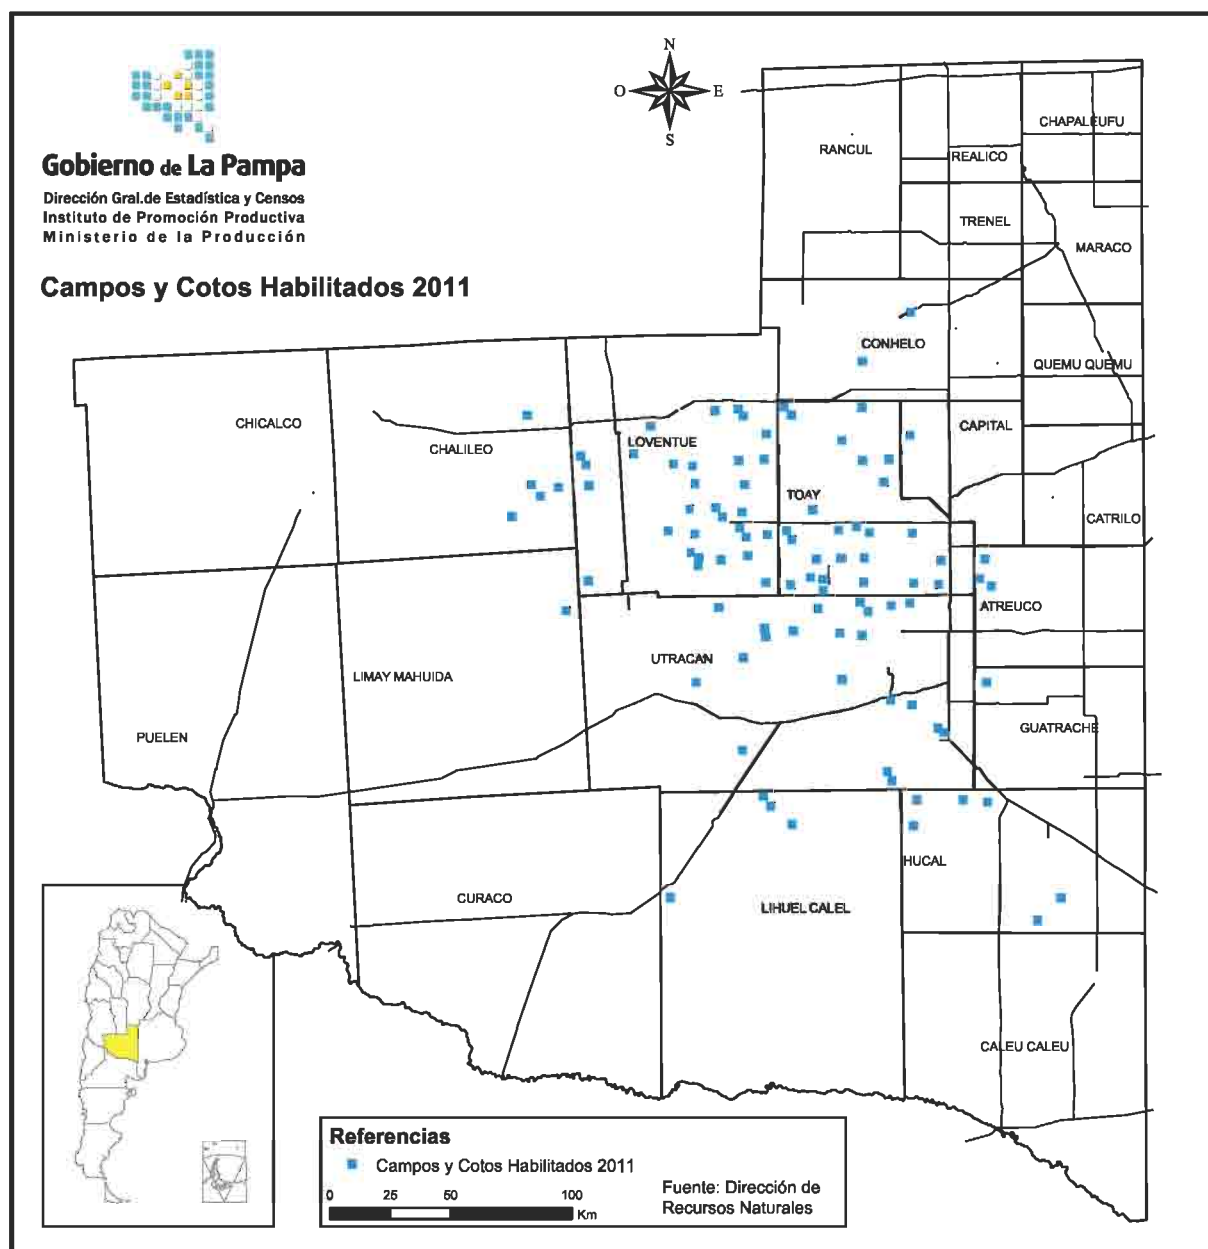 N
O
E
S
Gobierno de La Pampa
Dirección Gral.de Estadística y Censos
Instituto de Promoción Productiva
Ministerio de la Producción
Campos y Cotos Habilitados 2011
CHAPALEUFU
RANCUL
REALICO
TRENEL
MARACO
CONHELO
QUEMU QUEMU
CHICALCO
CHALILEO
LOVENTUE
CAPITAL
TOAY
CATRILO
ATREUCO
UTRACAN
LIMAY MAHUIDA
PUELEN
GUATRACHE
HUCAL
CURACO
LIHUEL CALEL
CALEU CALEU
Referencias
Campos y Cotos Habilitados 2011
0 25 50 100
Km
Fuente: Dirección de
Recursos Naturales